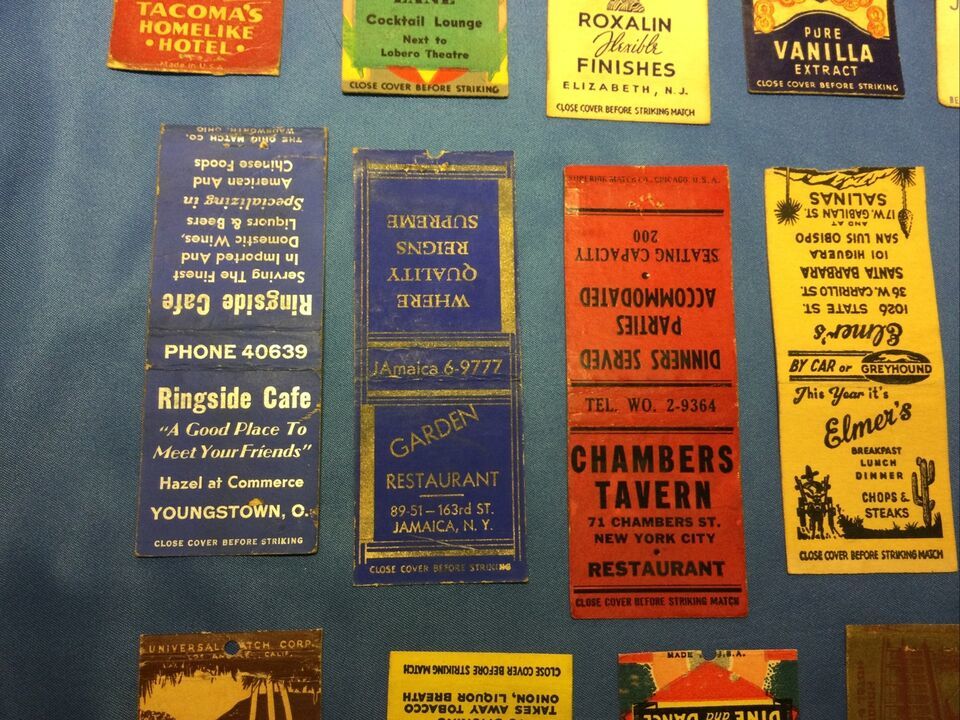 TACOMA'S
HOMELIKE
• HOTEL •
Made in U.S.A.
Cocktail Lounge
Next to
Lobero Theatre
CLOSE COVER BEFORE STRIKING
ROXALIN
Flexible
FINISHES
ELIZABETH, N.J.
CLOSE COVER BEFORE STRIKING MATCH
PURE
VANILLA
EXTRACT
CLOSE COVER BEFORE STRIKING
Ringside Cafe
Serving The Finest
In Imported And
Domestic Wines,
Liquors & Beers
Specializing in
American And
Chinese Foods
THE OHIO MATCH CO.
WADSWORTH, OHIO
PHONE 40639
Ringside Cafe
"A Good Place To
Meet Your Friends"
Hazel at Commerce
YOUNGSTOWN, O.
CLOSE COVER BEFORE STRIKING
WHERE
QUALITY
REIGNS
SUPREME
JAmaica 6-9777
GARDEN
RESTAURANT
89-51-163rd ST.
JAMAICA, N.Y.
CLOSE COVER BEFORE STRIKING
SUPERIOR MATCH CO., CHICAGO, U.S.A.
DINNERS SERVED
PARTIES
ACCOMMODATED
•
SEATING CAPACITY
200
TEL. WO. 2-9364
CHAMBERS
TAVERN
71 CHAMBERS ST.
NEW YORK CITY
•
RESTAURANT
CLOSE COVER BEFORE STRIKING MATCH
Elmer's
1026 STATE ST.
36 W. CARRILLO ST.
SANTA BARBARA
101 HIGUERA
SAN LUIS OBISPO
AND AT
17 W. GABILAN ST.
SALINAS
BY CAR or GREYHOUND
This Year it's
Elmer's
BREAKFAST
LUNCH
DINNER
CHOPS &
STEAKS
CLOSE COVER BEFORE STRIKING MATCH
UNIVERSAL MATCH CORP.
TAKES AWAY TOBACCO
ONION, LIQUOR BREATH
CLOSE COVER BEFORE STRIKING MATCH
MADE IN U.S.A.
DINE and DANCE